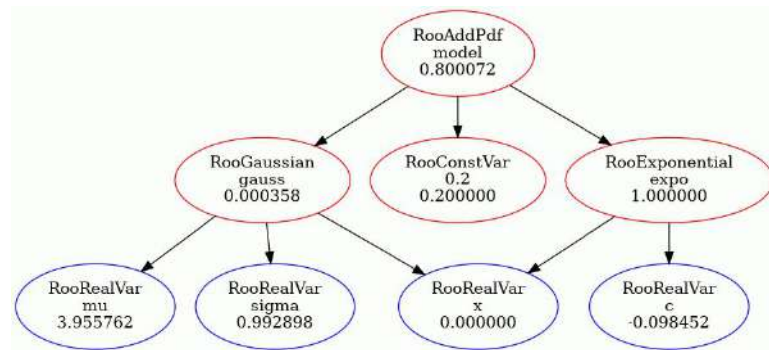 RooAddPdf
model
0.800072
RooGaussian
gauss
0.000358
RooConstVar
0.2
0.200000
RooExponential
expo
1.000000
RooRealVar
mu
3.955762
RooRealVar
sigma
0.992898
RooRealVar
x
0.000000
RooRealVar
c
-0.098452